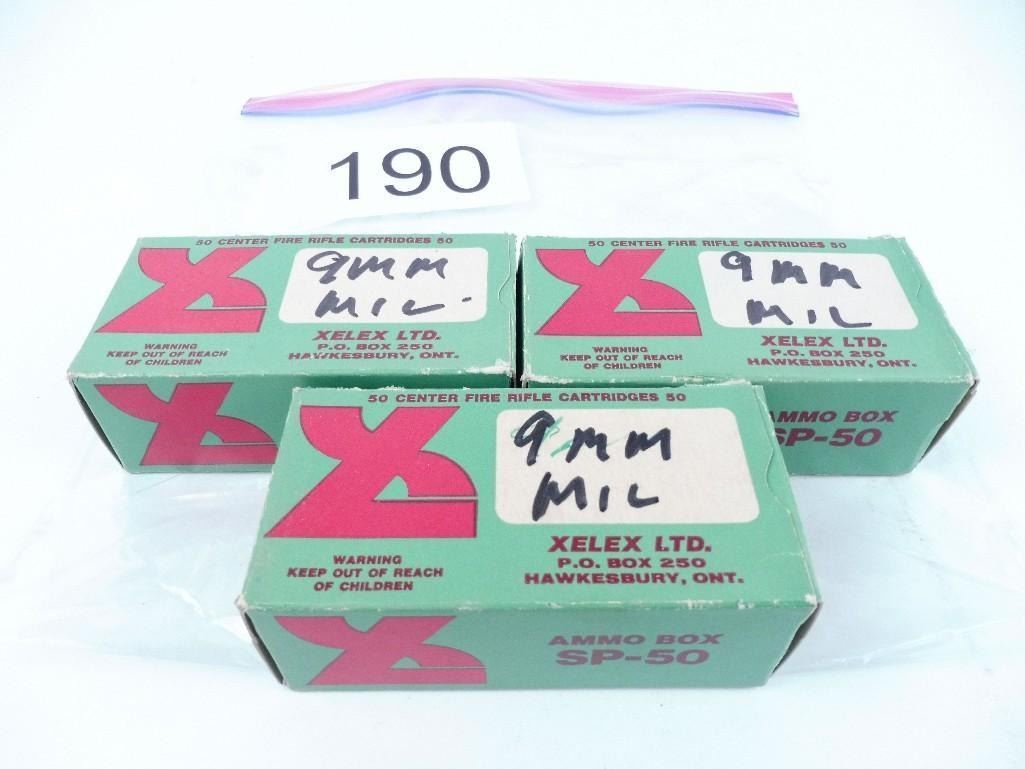 190
50 CENTER FIRE RIFLE CARTRIDGES 50
9MM
MIL.
XELEX LTD.
P.O. BOX 250
HAWKESBURY, ONT.
WARNING
KEEP OUT OF REACH
OF CHILDREN
50 CENTER FIRE RIFLE CARTRIDGES 50
9MM
MIL
XELEX LTD.
P.O. BOX 250
HAWKESBURY, ONT.
WARNING
KEEP OUT OF REACH
OF CHILDREN
AMMO BOX
SP-50
50 CENTER FIRE RIFLE CARTRIDGES 50
9MM
MIL
XELEX LTD.
P.O. BOX 250
HAWKESBURY, ONT.
WARNING
KEEP OUT OF REACH
OF CHILDREN
AMMO BOX
SP-50